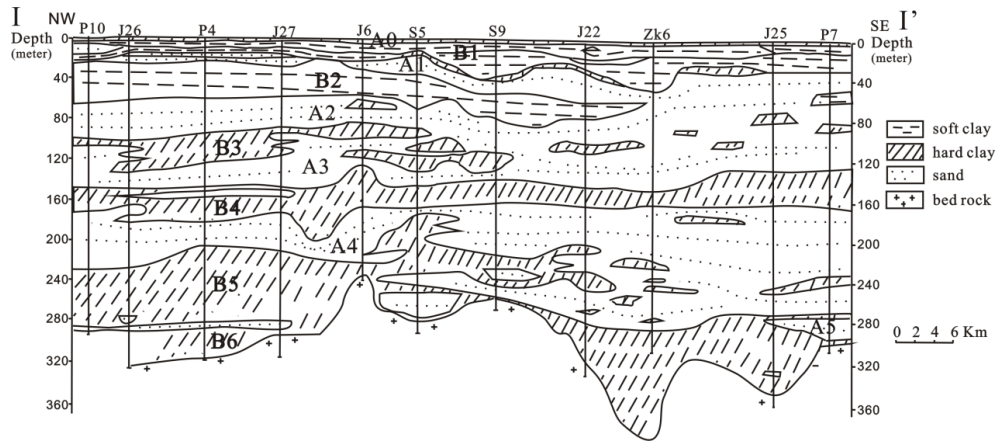 I NW SE I'
Depth P10 J26 P4 J27 J6 S5 S9 J22 Zk6 J25 P7 Depth
(meter) (meter)
0 A0 B1 0
A1
40 B2 40
80 A2 80
soft clay
120 B3 120
hard clay
A3
sand
160 B4 160
bed rock
200 A4 200
240 B5 240
280 A5 280
0 2 4 6 Km
320 B6 320
360 360